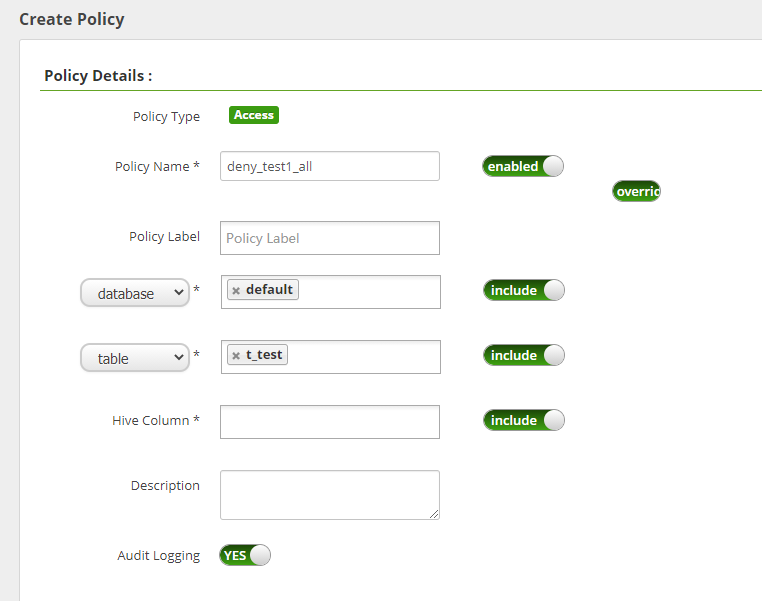 Create Policy
Policy Details :
Policy Type Access
Policy Name * deny_test1_all enabled
overric
Policy Label Policy Label
database * × default include
table * × t_test include
Hive Column * include
Description
Audit Logging YES